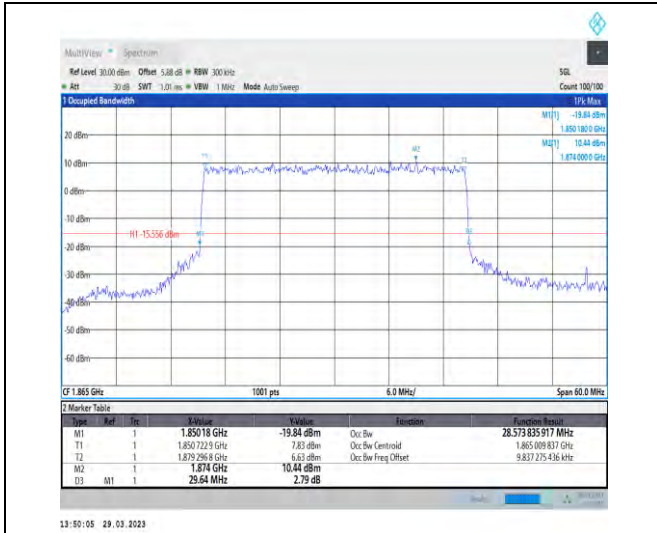 MultiView Spectrum
Ref Level 30.00 dBm Offset 5.88 dB RBW 300 kHz SGL
Att 30 dB SWT 1.01 ms VBW 1 MHz Mode Auto Sweep Count 100/100
1 Occupied Bandwidth 1Pk Max
M1[1] -19.84 dBm
1.850 180 0 GHz
M2[1] 10.44 dBm
1.874 000 0 GHz
20 dBm
M2
T1 T2
10 dBm
0 dBm
-10 dBm
H1 -15.556 dBm
M1
-20 dBm
-30 dBm
-40 dBm
-50 dBm
-60 dBm
CF 1.865 GHz 1001 pts 6.0 MHz/ Span 60.0 MHz
2 Marker Table
Type Ref Trc X-Value Y-Value Function Function Result
M1 1 1.85018 GHz -19.84 dBm Occ Bw 28.573 835 917 MHz
T1 1 1.850 722 9 GHz 7.83 dBm Occ Bw Centroid 1.865 009 837 GHz
T2 1 1.879 296 8 GHz 6.63 dBm Occ Bw Freq Offset 9.837 275 436 kHz
M2 1 1.874 GHz 10.44 dBm
D3 M1 1 29.64 MHz 2.79 dB
13:50:05 29.03.2023